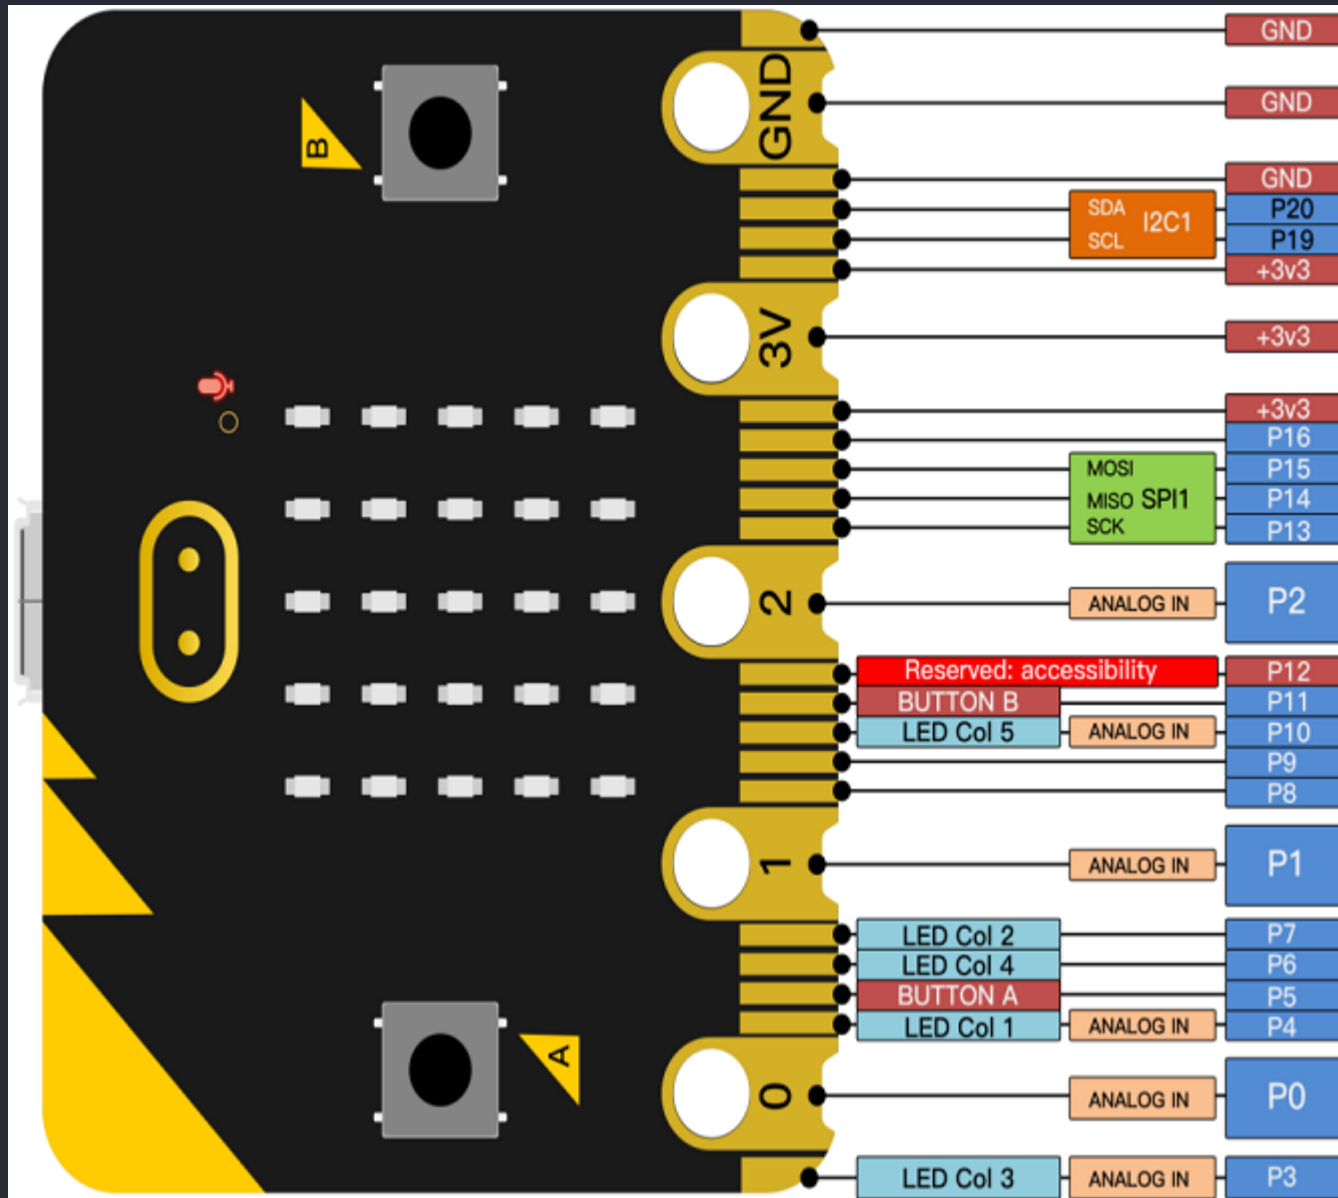 GND
GND
GND
GND
B
SDA I2C1 P20
SCL P19
+3v3
3V +3v3
+3v3
P16
MOSI P15
MISO SPI1 P14
SCK P13
2 ANALOG IN P2
Reserved: accessibility P12
BUTTON B P11
LED Col 5 ANALOG IN P10
P9
P8
1 ANALOG IN P1
LED Col 2 P7
LED Col 4 P6
BUTTON A P5
LED Col 1 ANALOG IN P4
A
0 ANALOG IN P0
LED Col 3 ANALOG IN P3